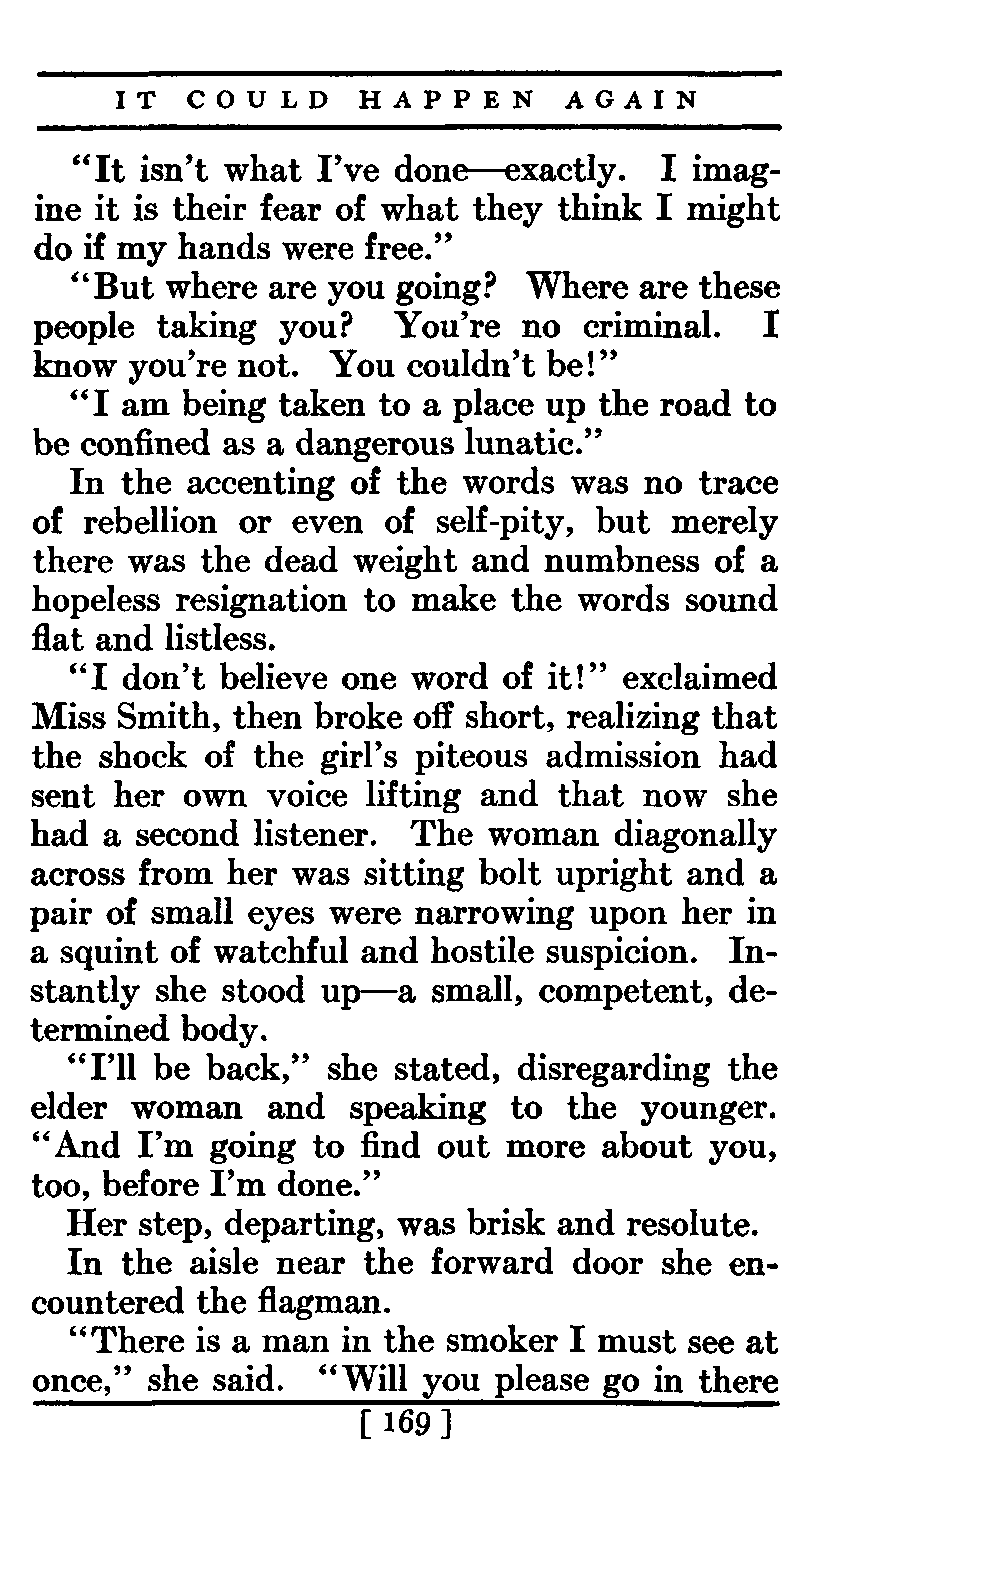 IT COULD HAPPEN AGAIN
“It isn’t what I’ve done—exactly. I imag-
ine it is their fear of what they think I might
do if my hands were free.”
“But where are you going? Where are these
people taking you? You’re no criminal. I
know you’re not. You couldn’t be!”
“I am being taken to a place up the road to
be confined as a dangerous lunatic.”
In the accenting of the words was no trace
of rebellion or even of self-pity, but merely
there was the dead weight and numbness of a
hopeless resignation to make the words sound
flat and listless.
“I don’t believe one word of it!” exclaimed
Miss Smith, then broke off short, realizing that
the shock of the girl’s piteous admission had
sent her own voice lifting and that now she
had a second listener. The woman diagonally
across from her was sitting bolt upright and a
pair of small eyes were narrowing upon her in
a squint of watchful and hostile suspicion. In-
stantly she stood up—a small, competent, de-
termined body.
“I’ll be back,” she stated, disregarding the
elder woman and speaking to the younger.
“And I’m going to find out more about you,
too, before I’m done.”
Her step, departing, was brisk and resolute.
In the aisle near the forward door she en-
countered the flagman.
“There is a man in the smoker I must see at
once,” she said. “Will you please go in there
[ 169 ]